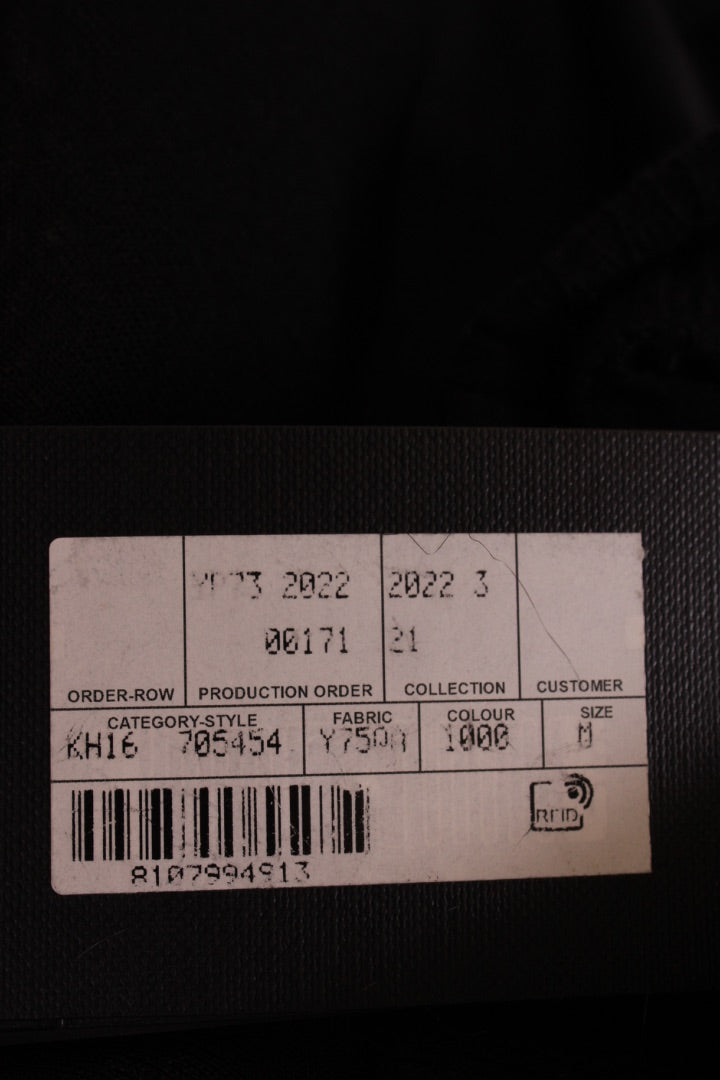 2022 2022 3
00171 21
ORDER-ROW PRODUCTION ORDER COLLECTION CUSTOMER
CATEGORY-STYLE FABRIC COLOUR SIZE
KH16 705454 1000 M
RFID
8107994913